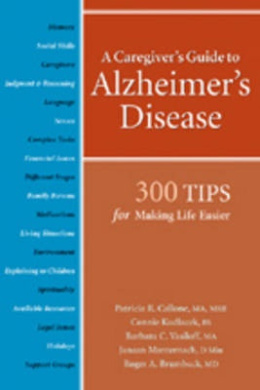 Memory
Social Skills
Caregivers
Judgment & Reasoning
Language
Senses
Complex Tasks
Financial Issues
Different Stages
Family Reunion
Medications
Living Situations
Environment
Explaining to Children
Spirituality
Available Resources
Legal Issues
Holidays
Support Groups
A Caregiver's Guide to
Alzheimer's
Disease
300 TIPS
for Making Life Easier
Patricia R. Callone, MA, MRE
Connie Kudlacek, BS
Barbara C. Vasiloff, MA
Janaan Manternach, D Min
Roger A. Brumback, MD